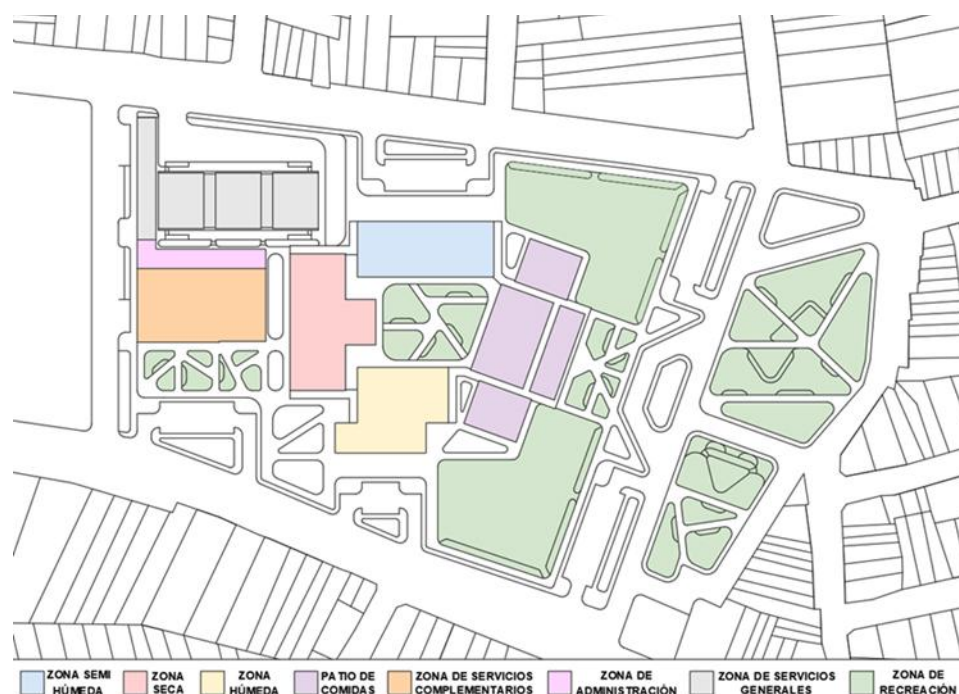 ZONA SEMI HÚMEDA
ZONA SECA
ZONA HÚMEDA
PATIO DE COMIDAS
ZONA DE SERVICIOS COMPLEMENTARIOS
ZONA DE ADMINISTRACIÓN
ZONA DE SERVICIOS GENERALES
ZONA DE RECREACIÓN